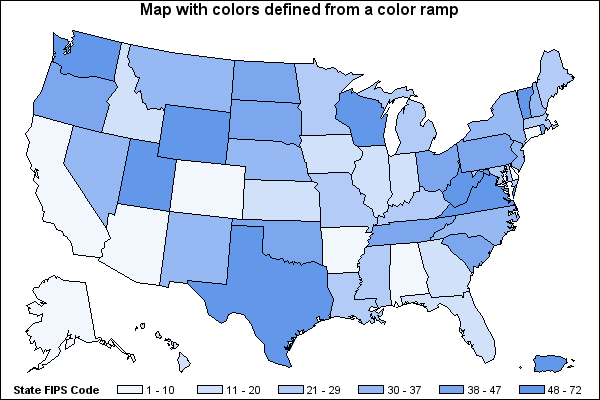 Map with colors defined from a color ramp
State FIPS Code 1 - 10 11 - 20 21 - 29 30 - 37 38 - 47 48 - 72